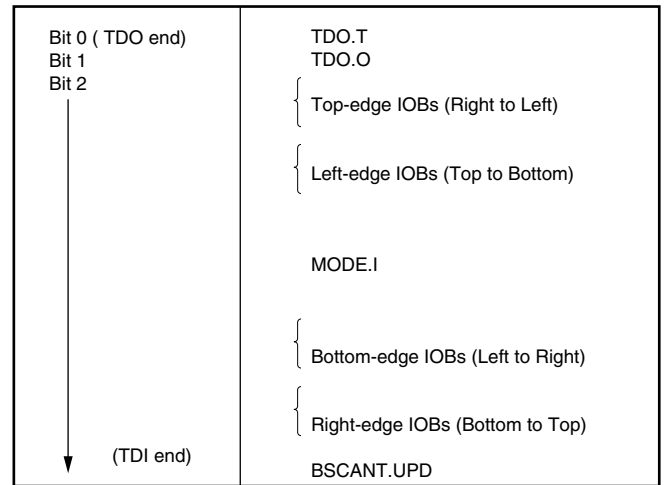 Bit 0 ( TDO end)
Bit 1
Bit 2
(TDI end)
TDO.T
TDO.O
Top-edge IOBs (Right to Left)
Left-edge IOBs (Top to Bottom)
MODE.I
Bottom-edge IOBs (Left to Right)
Right-edge IOBs (Bottom to Top)
BSCANT.UPD